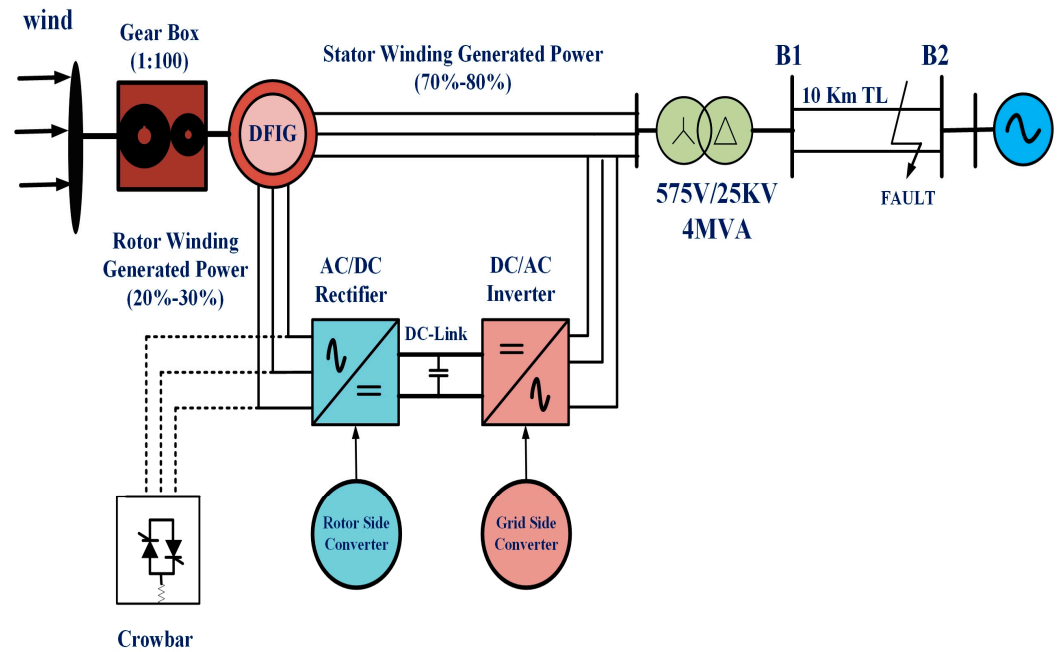 wind
Gear Box
(1:100)
Stator Winding Generated Power
(70%-80%)
B1
B2
10 Km TL
DFIG
FAULT
575V/25KV
4MVA
Rotor Winding
Generated Power
(20%-30%)
AC/DC
Rectifier
DC/AC
Inverter
DC-Link
Rotor Side
Converter
Grid Side
Converter
Crowbar